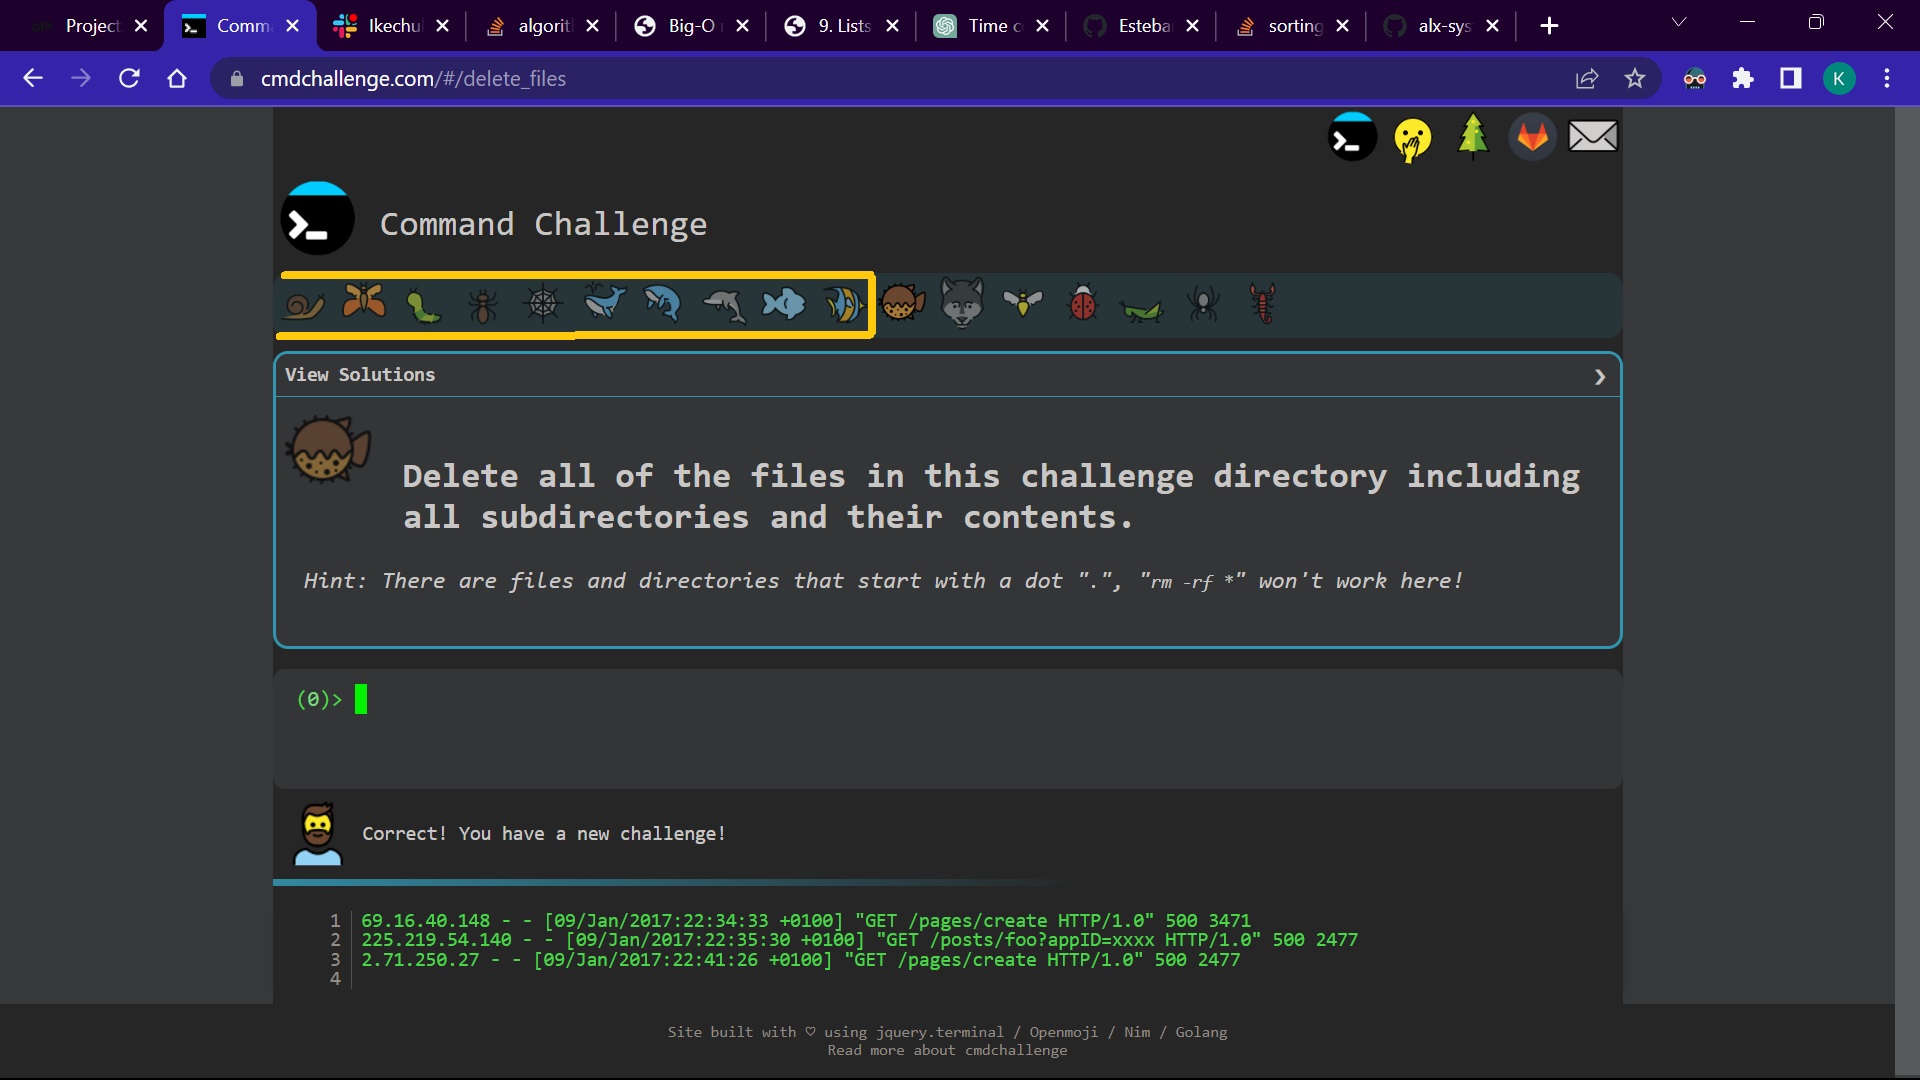 Project
Comma
Ikechul
algorit
Big-O
9. Lists
Time c
Esteba
sorting
alx-sys
cmdchallenge.com/#/delete_files
K
Command Challenge
View Solutions
Delete all of the files in this challenge directory including
all subdirectories and their contents.
Hint: There are files and directories that start with a dot ".", "rm -rf *" won't work here!
(0)>
Correct! You have a new challenge!
1 69.16.40.148 - - [09/Jan/2017:22:34:33 +0100] "GET /pages/create HTTP/1.0" 500 3471
2 225.219.54.140 - - [09/Jan/2017:22:35:30 +0100] "GET /posts/foo?appID=xxxx HTTP/1.0" 500 2477
3 2.71.250.27 - - [09/Jan/2017:22:41:26 +0100] "GET /pages/create HTTP/1.0" 500 2477
4
Site built with ♡ using jquery.terminal / Openmoji / Nim / Golang
Read more about cmdchallenge